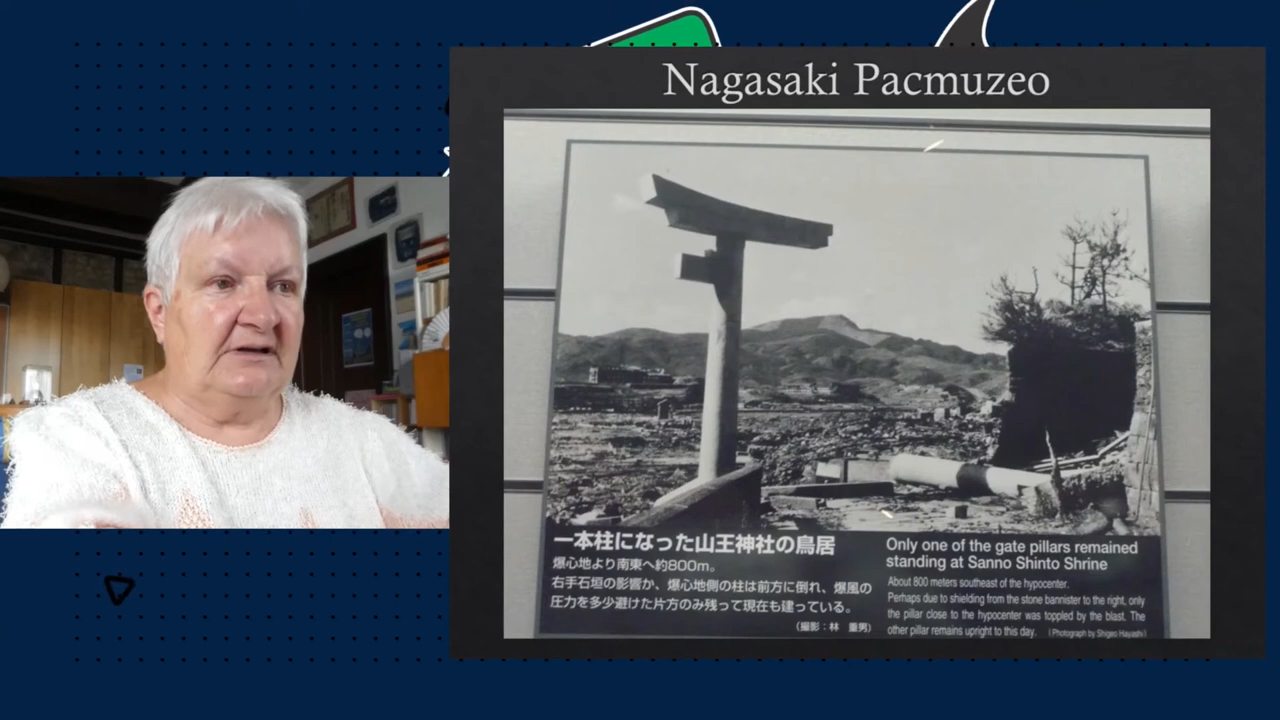 Nagasaki Pacmuzeo
一本柱になった山王神社の鳥居
爆心地より南東へ約800m。
右手石垣の影響か、爆心地側の柱は前方に倒れ、爆風の
圧力を多少避けた片方のみ残って現在も建っている。
（撮影：林　重男）
Only one of the gate pillars remained
standing at Sanno Shinto Shrine
About 800 meters southeast of the hypocenter.
Perhaps due to shielding from the stone bannister to the right, only
the pillar close to the hypocenter was toppled by the blast. The
other pillar remains upright to this day. (Photograph by Shigeo Hayashi)